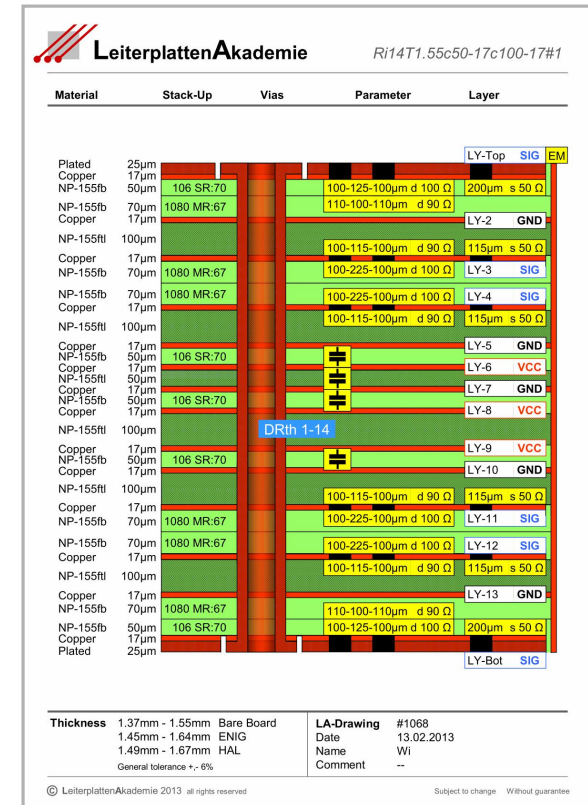 LeiterplattenAkademie Ri14T1.55c50-17c100-17#1
Material Stack-Up Vias Parameter Layer
LY-Top SIG EM
Plated 25µm
Copper 17µm
NP-155fb 50µm 106 SR:70 100-125-100µm d 100 Ω 200µm s 50 Ω
NP-155fb 70µm 1080 MR:67 110-100-110µm d 90 Ω
Copper 17µm LY-2 GND
NP-155ftl 100µm
100-115-100µm d 90 Ω 115µm s 50 Ω
Copper 17µm
NP-155fb 70µm 1080 MR:67 100-225-100µm d 100 Ω LY-3 SIG
NP-155fb 70µm 1080 MR:67 100-225-100µm d 100 Ω LY-4 SIG
Copper 17µm
100-115-100µm d 90 Ω 115µm s 50 Ω
NP-155ftl 100µm
Copper 17µm LY-5 GND
NP-155fb 50µm 106 SR:70
Copper 17µm LY-6 VCC
NP-155ftl 50µm
Copper 17µm LY-7 GND
NP-155fb 50µm 106 SR:70
Copper 17µm LY-8 VCC
NP-155ftl 100µm DRth 1-14
Copper 17µm LY-9 VCC
NP-155fb 50µm 106 SR:70
Copper 17µm LY-10 GND
NP-155ftl 100µm
100-115-100µm d 90 Ω 115µm s 50 Ω
Copper 17µm
NP-155fb 70µm 1080 MR:67 100-225-100µm d 100 Ω LY-11 SIG
NP-155fb 70µm 1080 MR:67 100-225-100µm d 100 Ω LY-12 SIG
Copper 17µm
100-115-100µm d 90 Ω 115µm s 50 Ω
NP-155ftl 100µm
Copper 17µm LY-13 GND
NP-155fb 70µm 1080 MR:67 110-100-110µm d 90 Ω
NP-155fb 50µm 106 SR:70 100-125-100µm d 100 Ω 200µm s 50 Ω
Copper 17µm
Plated 25µm
LY-Bot SIG
Thickness 1.37mm - 1.55mm Bare Board
1.45mm - 1.64mm ENIG
1.49mm - 1.67mm HAL
General tolerance +,- 6%
LA-Drawing #1068
Date 13.02.2013
Name Wi
Comment --
© LeiterplattenAkademie 2013 all rights reserved Subject to change Without guarantee